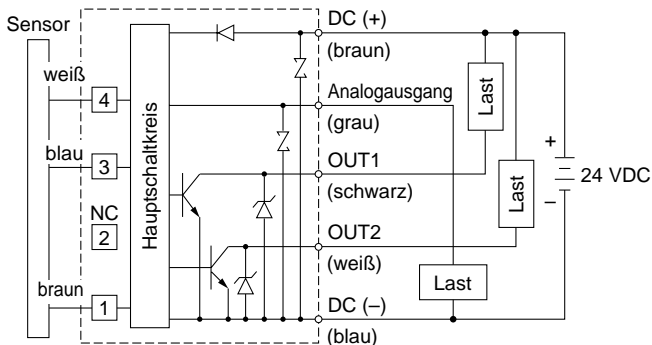 Sensor
weiß
4
blau
3
NC
2
braun
1
Hauptschaltkreis
DC (+)
(braun)
Analogausgang
(grau)
OUT1
(schwarz)
OUT2
(weiß)
DC (–)
(blau)
Last
Last
Last
+
24 VDC
–